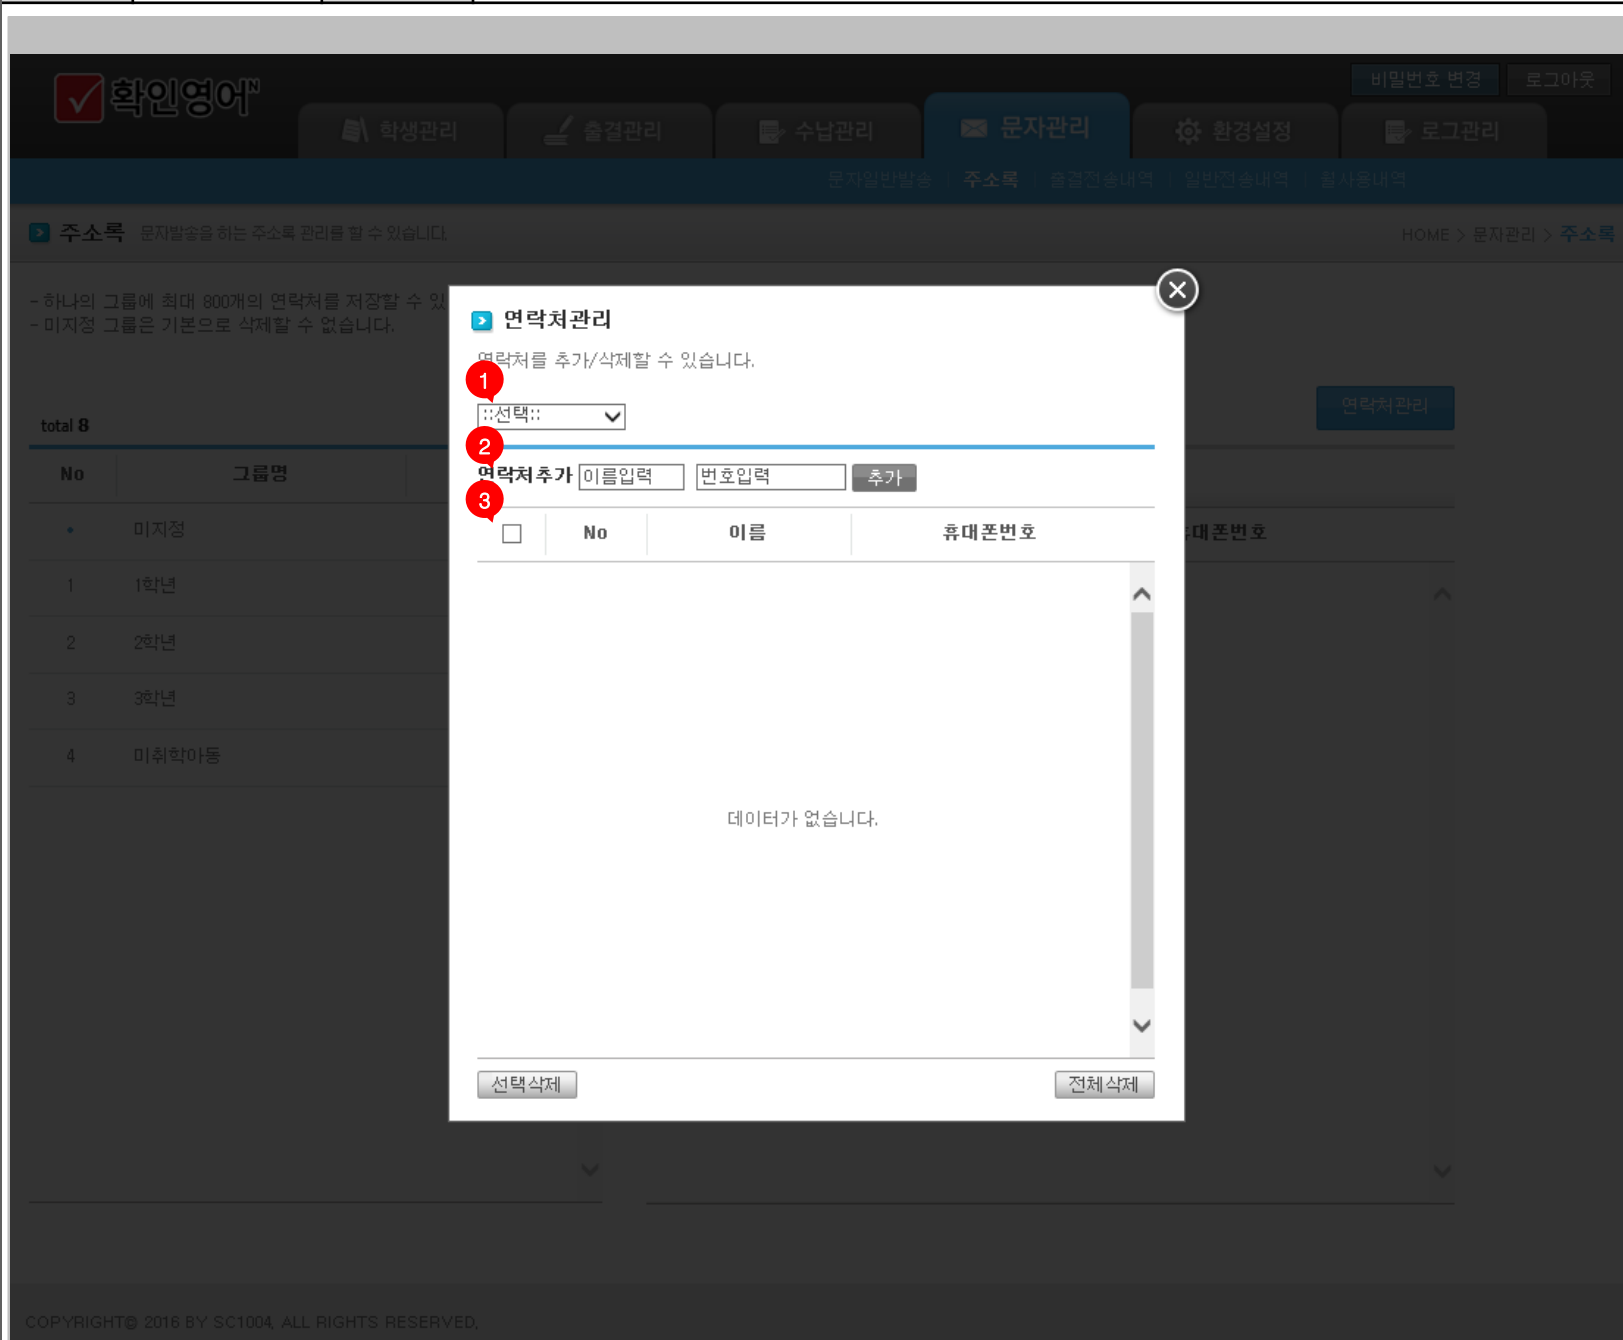 확인영어N
비밀번호 변경 로그아웃
학생관리 출결관리 수납관리 문자관리 환경설정 로그관리
문자일반발송 주소록 출결전송내역 일반전송내역 월사용내역
주소록 문자발송을 하는 주소록 관리를 할 수 있습니다.
HOME > 문자관리 > 주소록
- 하나의 그룹에 최대 800개의 연락처를 저장할 수 있
- 미지정 그룹은 기본으로 삭제할 수 없습니다.
연락처관리
total 8
No 그룹명
휴대폰번호
• 미지정
1 1학년
2 2학년
3 3학년
4 미취학아동
연락처관리
연락처를 추가/삭제할 수 있습니다.
1
::선택::
2
연락처추가 이름입력 번호입력 추가
3
No 이름 휴대폰번호
데이터가 없습니다.
선택삭제 전체삭제
COPYRIGHT© 2016 BY SC1004, ALL RIGHTS RESERVED,